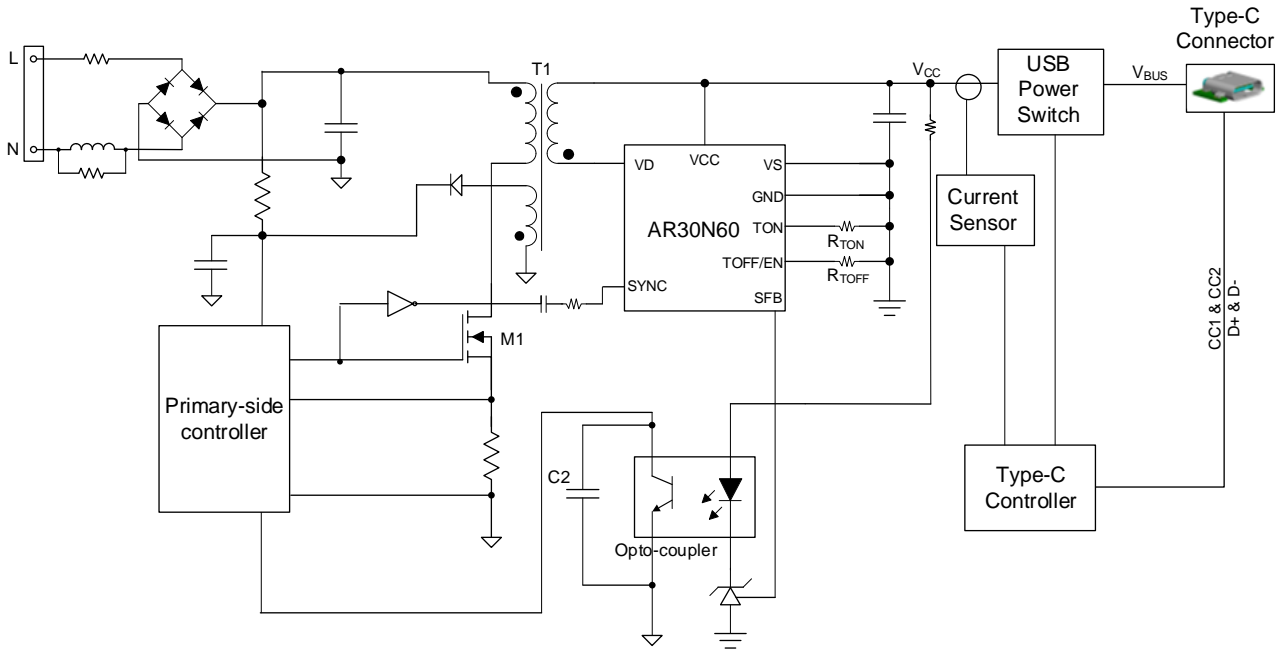 Type-C
Connector
L
T1
VCC
USB
Power
Switch
VBUS
N
VD
VCC
VS
GND
AR30N60
TON
RTON
TOFF/EN
RTOFF
SYNC
SFB
Current
Sensor
CC1 & CC2
D+ & D-
M1
Primary-side
controller
C2
Opto-coupler
Type-C
Controller